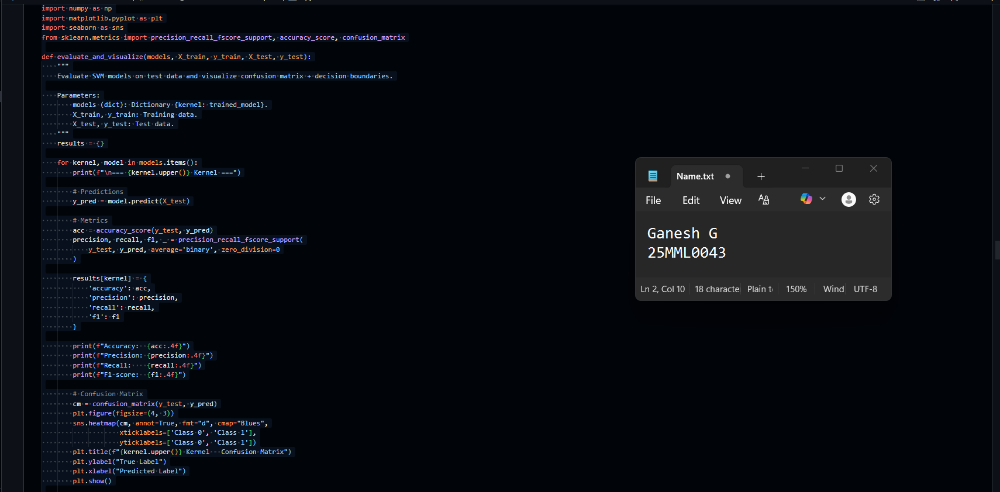 import numpy as np
import matplotlib.pyplot as plt
import seaborn as sns
from sklearn.metrics import precision_recall_fscore_support, accuracy_score, confusion_matrix
def evaluate_and_visualize(models, X_train, y_train, X_test, y_test):
    """
    Evaluate SVM models on test data and visualize confusion matrix + decision boundaries.
    Parameters:
        models (dict): Dictionary {kernel: trained_model}.
        X_train, y_train: Training data.
        X_test, y_test: Test data.
    """
    results = {}
    for kernel, model in models.items():
        print(f"\n=== {kernel.upper()} Kernel ===")
        # Predictions
        y_pred = model.predict(X_test)
        # Metrics
        acc = accuracy_score(y_test, y_pred)
        precision, recall, f1, _ = precision_recall_fscore_support(
            y_test, y_pred, average='binary', zero_division=0
        )
        results[kernel] = {
            'accuracy': acc,
            'precision': precision,
            'recall': recall,
            'f1': f1
        }
        print(f"Accuracy:  {acc:.4f}")
        print(f"Precision: {precision:.4f}")
        print(f"Recall:    {recall:.4f}")
        print(f"F1-score:  {f1:.4f}")
        # Confusion Matrix
        cm = confusion_matrix(y_test, y_pred)
        plt.figure(figsize=(4, 3))
        sns.heatmap(cm, annot=True, fmt="d", cmap="Blues",
                    xticklabels=['Class 0', 'Class 1'],
                    yticklabels=['Class 0', 'Class 1'])
        plt.title(f"{kernel.upper()} Kernel - Confusion Matrix")
        plt.ylabel("True Label")
        plt.xlabel("Predicted Label")
        plt.show()
Name.txt
File Edit View
Ganesh G
25MML0043
Ln 2, Col 10 18 characte Plain t 150% Wind UTF-8